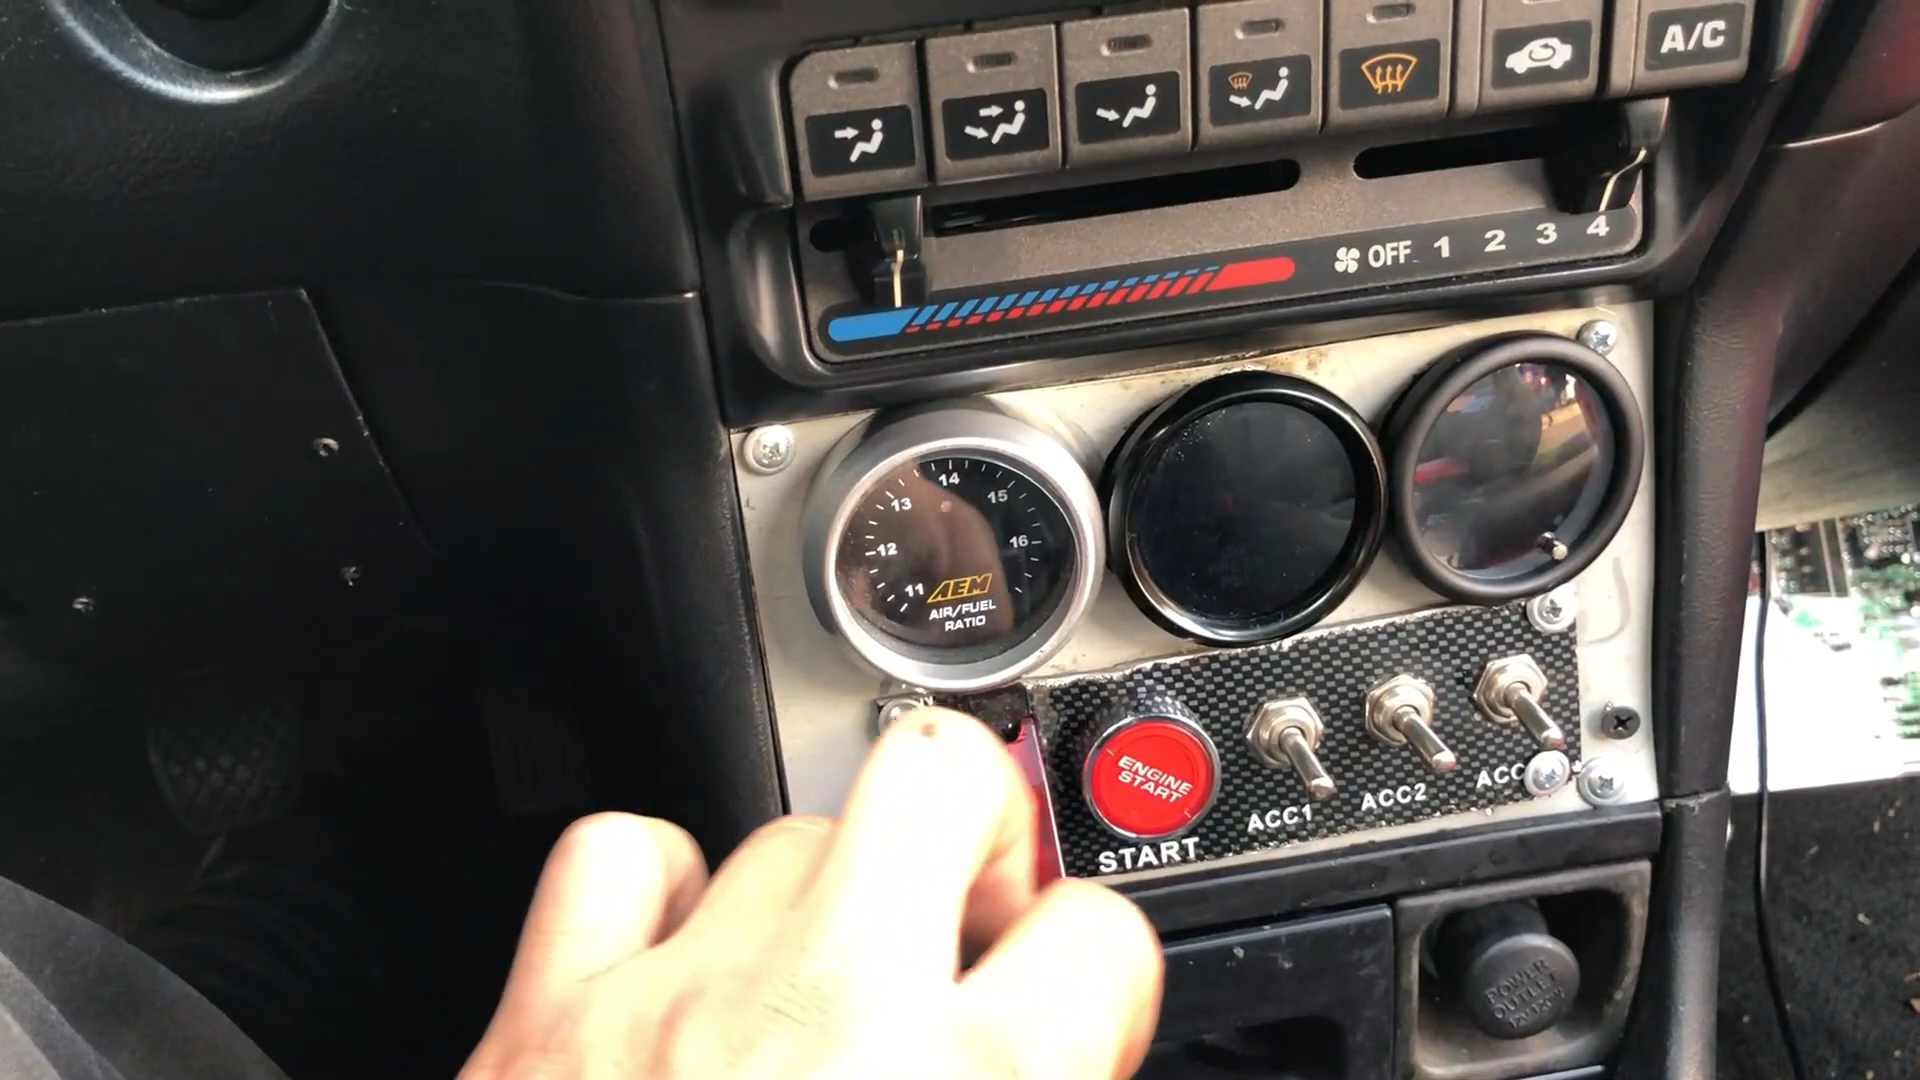 A/C
OFF 1 2 3 4
14
13
15
12
16
11
AEM
AIR/FUEL
RATIO
ENGINE
START
START
ACC1
ACC2
ACC
POWER
OUTLET